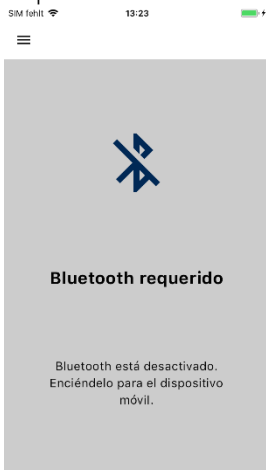 SIM fehlt 13:23
Bluetooth requerido
Bluetooth está desactivado.
Enciéndelo para el dispositivo
móvil.